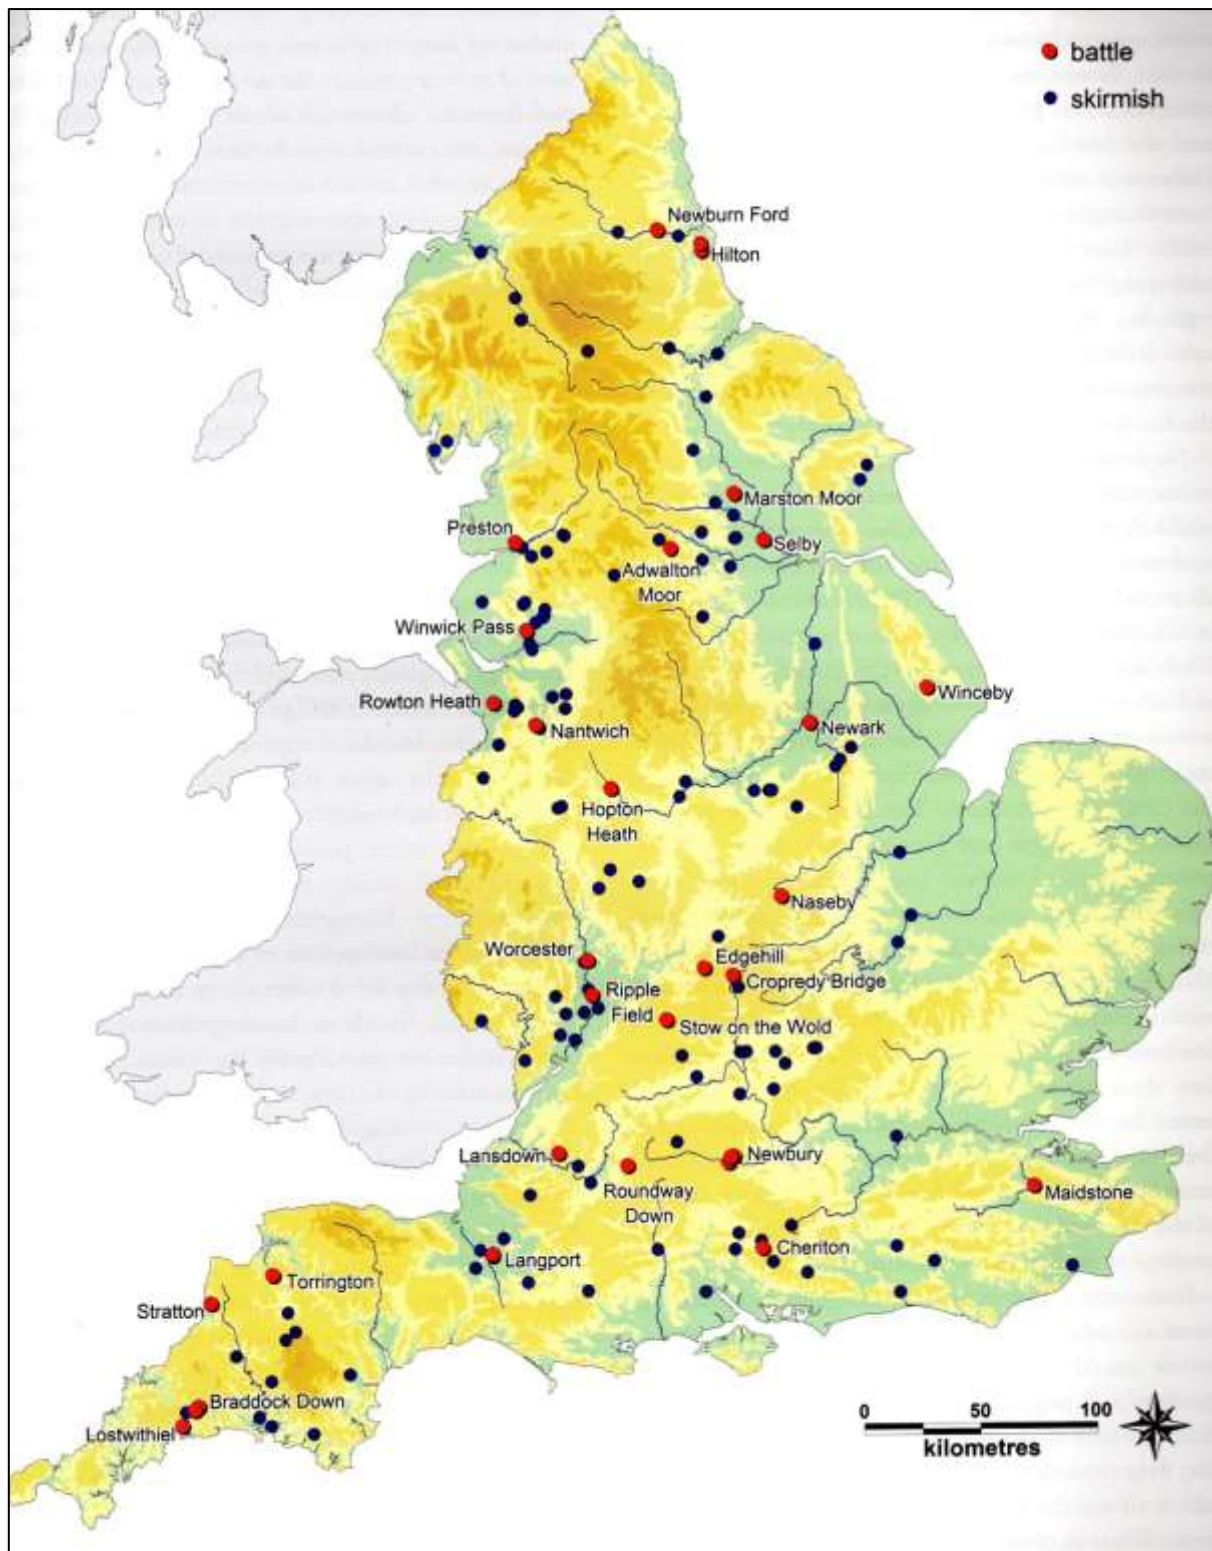 battle
skirmish
Newburn Ford
Hilton
Marston Moor
Preston
Selby
Adwalton
Moor
Winwick Pass
Winceby
Rowton Heath
Newark
Nantwich
Hopton
Heath
Naseby
Worcester
Edgehill
Cropredy Bridge
Ripple
Field
Stow on the Wold
Lansdown
Newbury
Roundway
Down
Maidstone
Cheriton
Langport
Torrington
Stratton
Braddock Down
Lostwithiel
0 50 100
kilometres